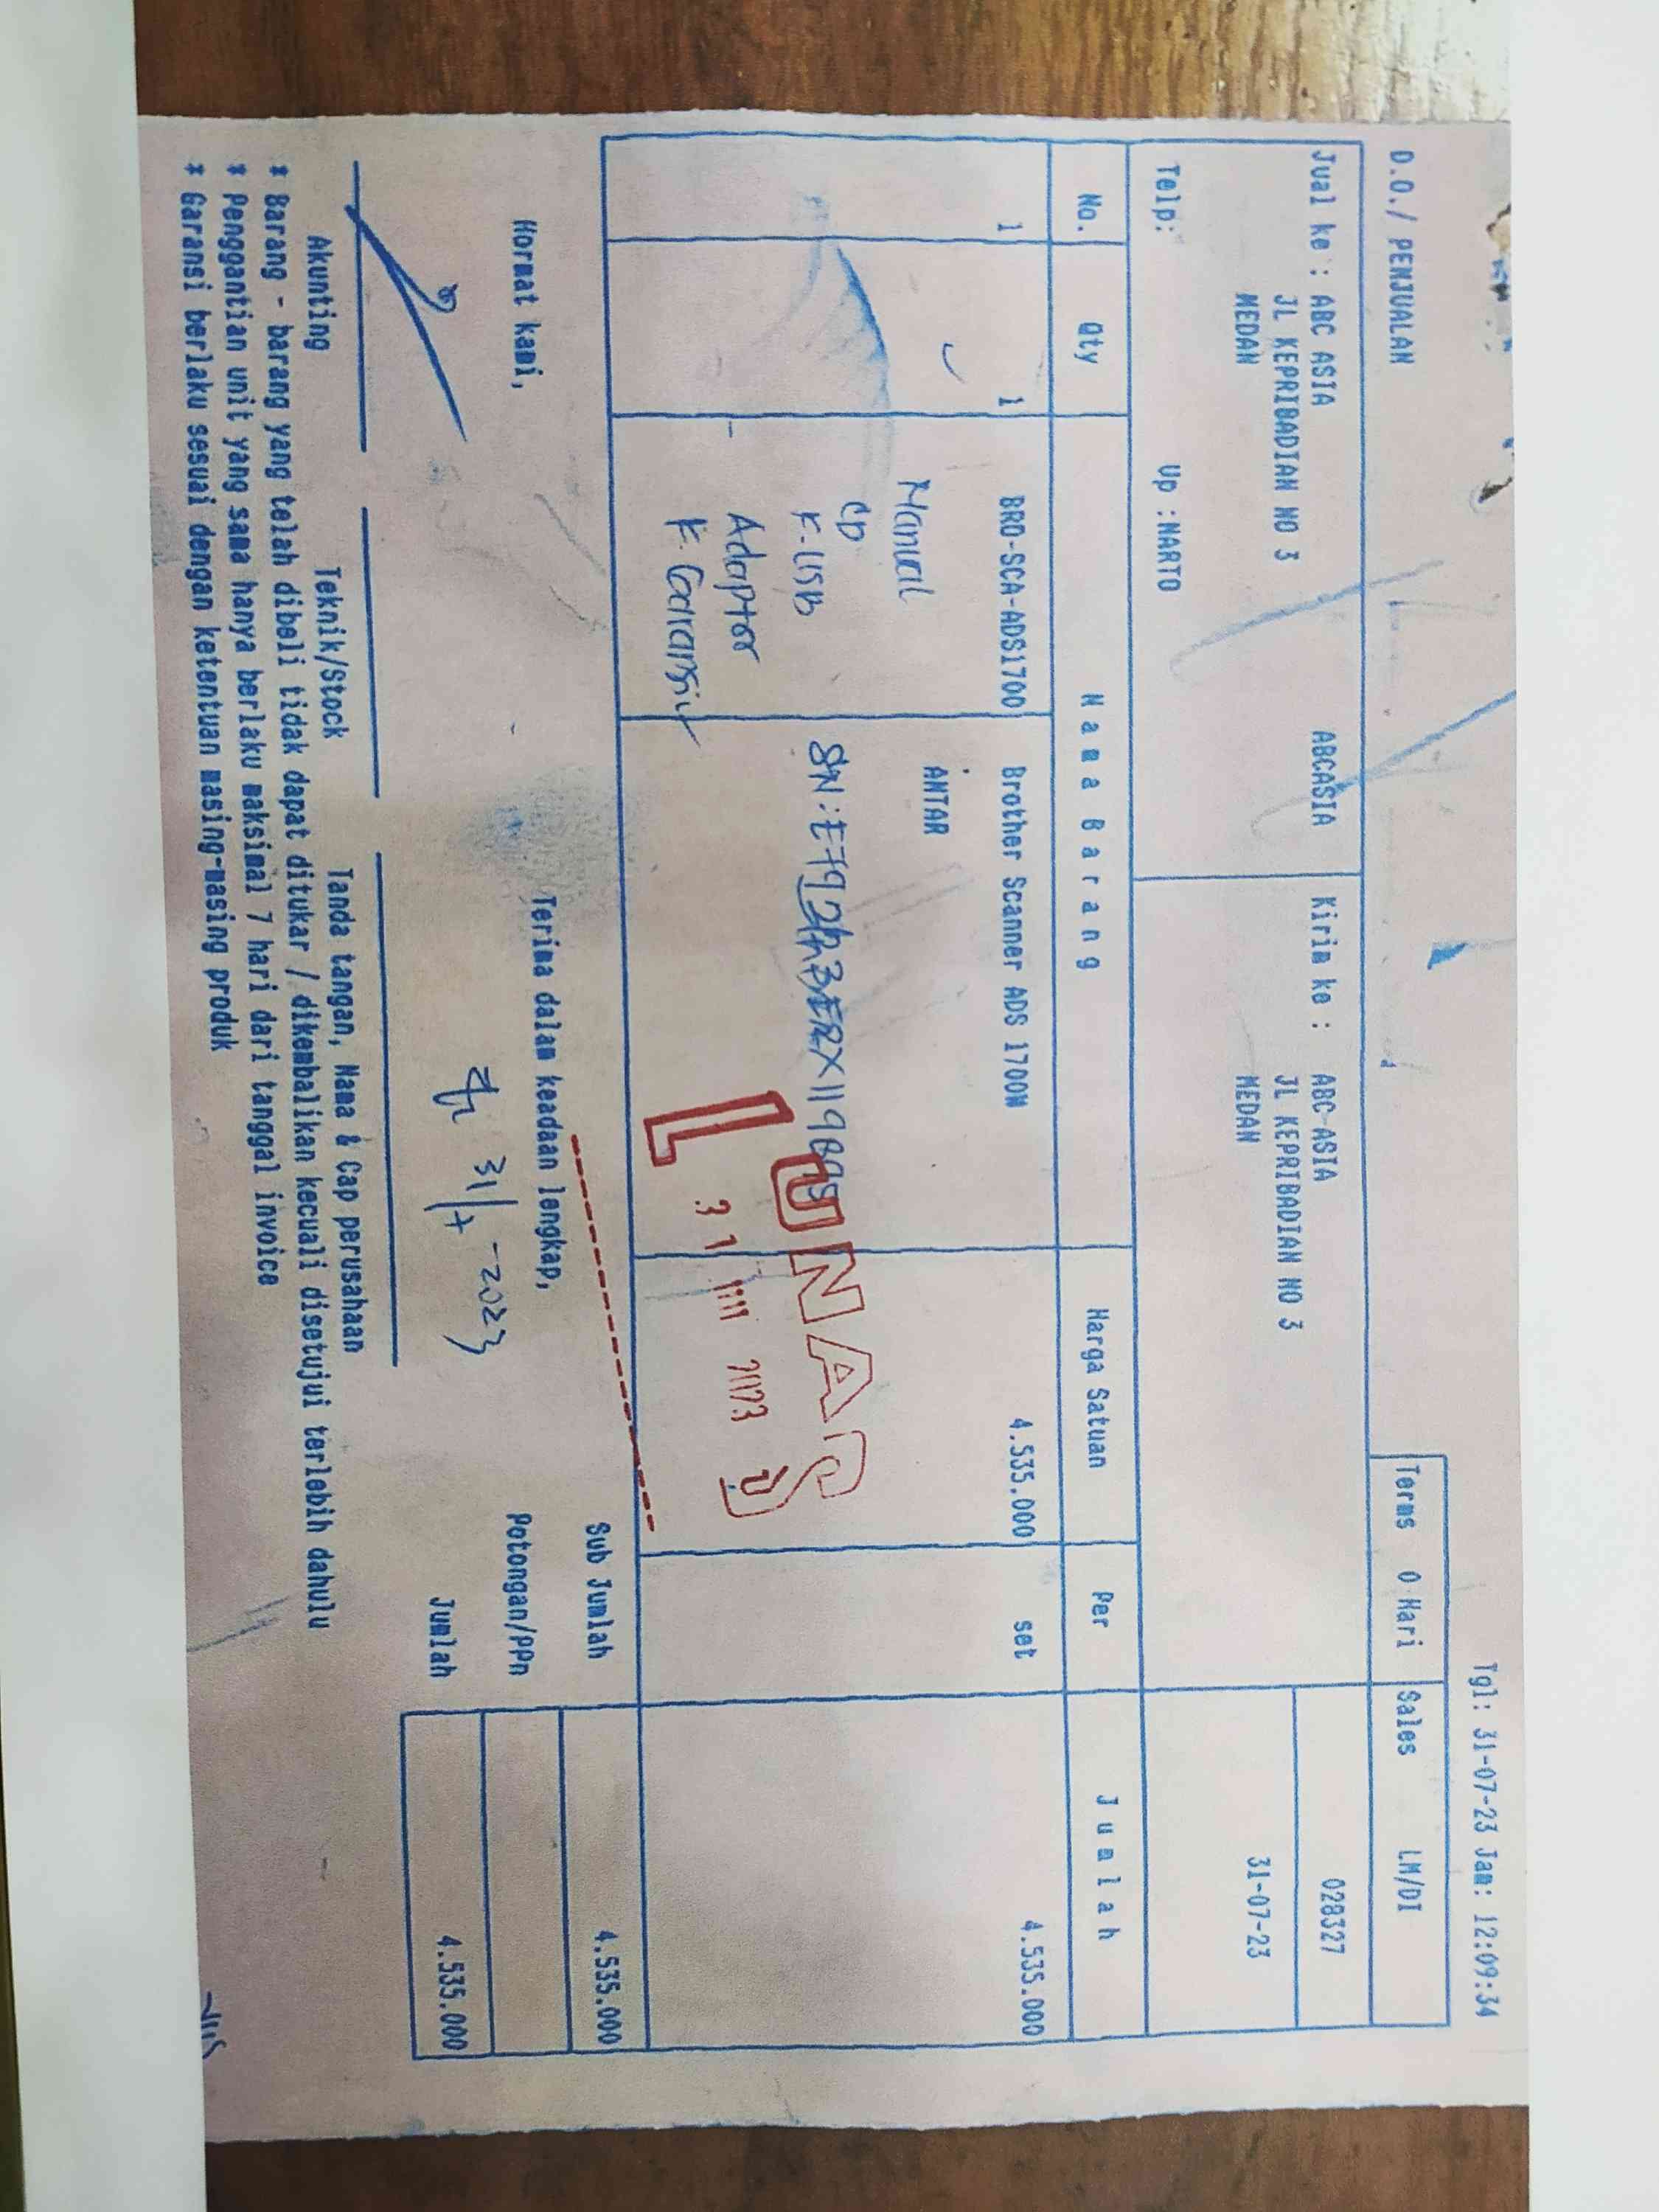 Tgl: 31-07-23 Jam: 12:09:34
D.O./ PENJUALAN
Terms 0 Hari Sales LM/DI
Jual ke : ABC ASIA ABCASIA Kirim ke : ABC ASIA 028327
JL KEPRIBADIAN NO 3 JL KEPRIBADIAN NO 3
MEDAN MEDAN 31-07-23
Telp: Up :NARTO
No. Qty Nama Barang Harga Satuan Per Jumlah
1 1 BRO-SCA-ADS1700 Brother Scanner ADS 1700W 4.535.000 set 4.535.000
ANTAR
Manual
CD
K.USB
Adaptor
K. Garansi
SN:
LUNAS
31 2023
Sub Jumlah 4.535.000
Hormat kami, Terima dalam keadaan lengkap, Potongan/PPn
31/7-2023
Jumlah 4.535.000
Akunting Teknik/Stock Tanda tangan, Nama & Cap perusahaan
* Barang - barang yang telah dibeli tidak dapat ditukar / dikembalikan kecuali disetujui terlebih dahulu
* Penggantian unit yang sama hanya berlaku maksimal 7 hari dari tanggal invoice
* Garansi berlaku sesuai dengan ketentuan masing-masing produk